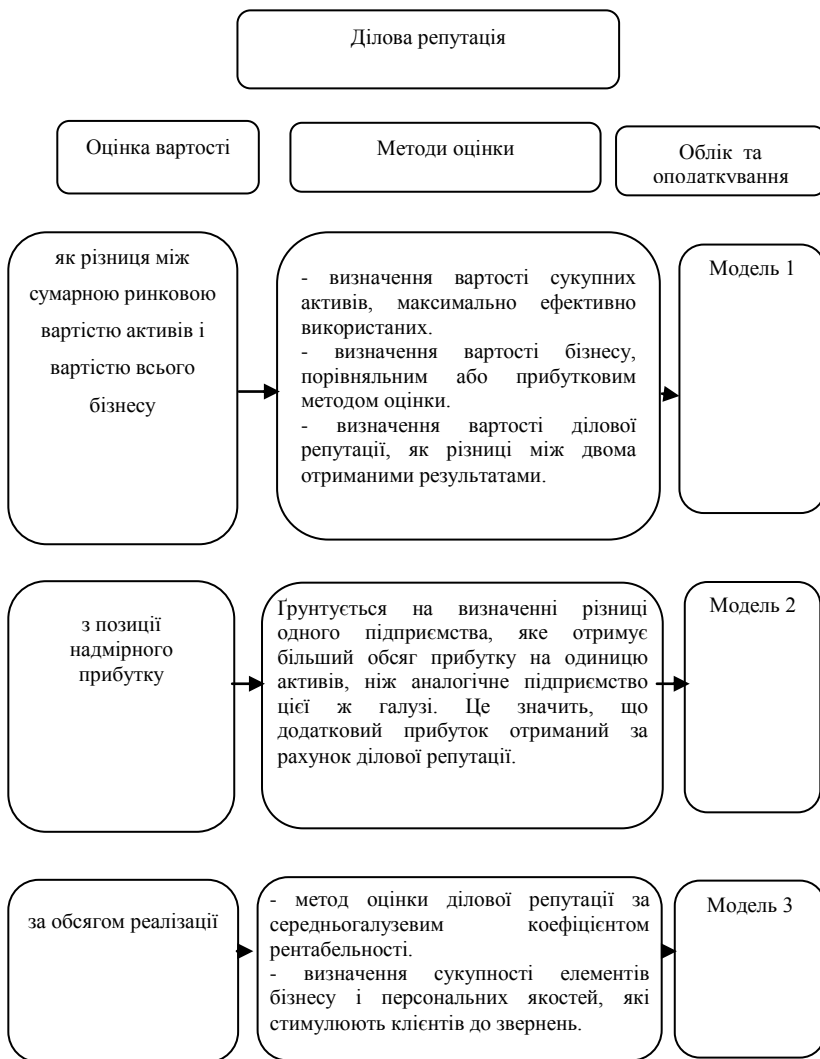 Ділова репутація
Оцінка вартості
Методи оцінки
Облік та
оподаткування
як різниця між
сумарною ринковою
вартістю активів і
вартістю всього
бізнесу
- визначення вартості сукупних
активів, максимально ефективно
використаних.
- визначення вартості бізнесу,
порівняльним або прибутковим
методом оцінки.
- визначення вартості ділової
репутації, як різниці між двома
отриманими результатами.
Модель 1
з позиції
надмірного
прибутку
Ґрунтується на визначенні різниці
одного підприємства, яке отримує
більший обсяг прибутку на одиницю
активів, ніж аналогічне підприємство
цієї ж галузі. Це значить, що
додатковий прибуток отриманий за
рахунок ділової репутації.
Модель 2
за обсягом реалізації
- метод оцінки ділової репутації за
середньогалузевим коефіцієнтом
рентабельності.
- визначення сукупності елементів
бізнесу і персональних якостей, які
стимулюють клієнтів до звернень.
Модель 3